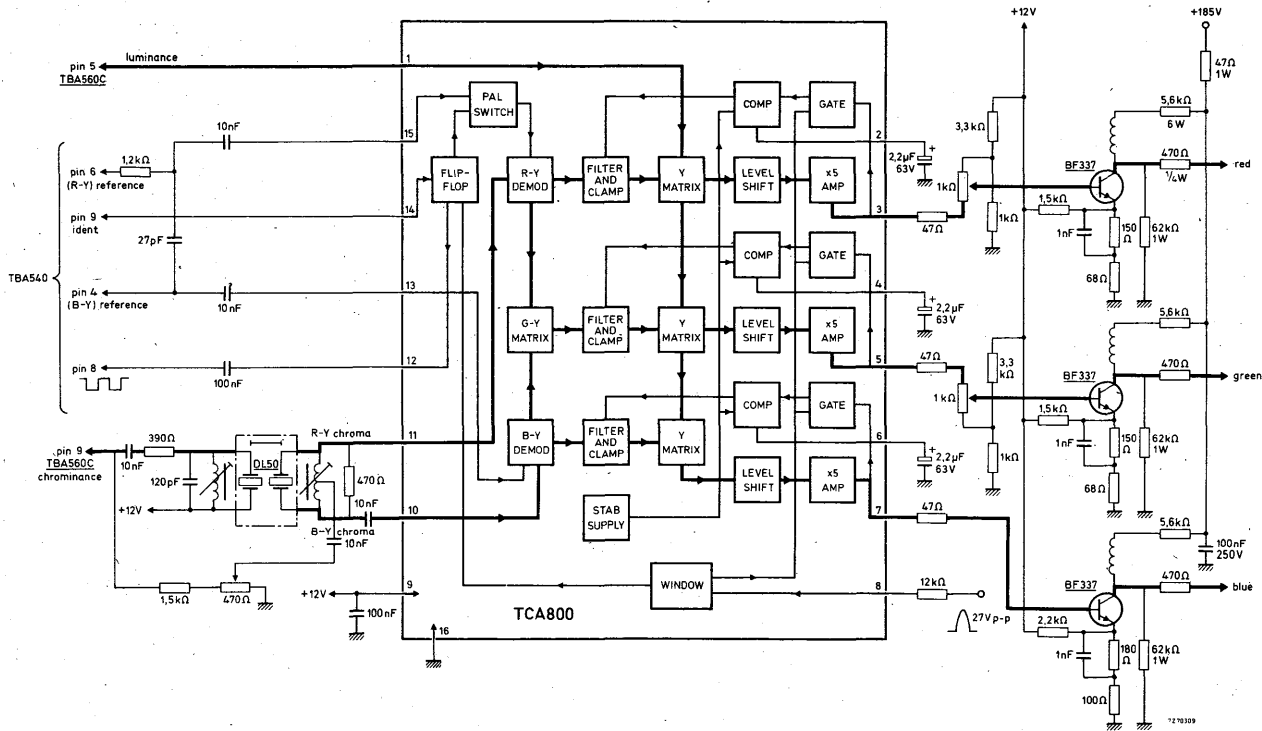 +12V
+185V
47Ω
1W
pin 5
TBA560C
luminance
1
PAL
SWITCH
COMP
GATE
5,6kΩ
6W
10nF
15
2
3,3kΩ
2,2µF
63V
+
BF337
470Ω
1/4W
red
1,2kΩ
pin 6
(R-Y) reference
FLIP-
FLOP
R-Y
DEMOD
FILTER
AND
CLAMP
Y
MATRIX
LEVEL
SHIFT
x5
AMP
1kΩ
pin 9
ident
14
3
47Ω
1kΩ
1,5kΩ
1nF
150
Ω
62kΩ
1W
27pF
COMP
GATE
68Ω
TBA540
pin 4
(B-Y) reference
10nF
13
4
+
2,2µF
63V
5,6kΩ
G-Y
MATRIX
FILTER
AND
CLAMP
Y
MATRIX
LEVEL
SHIFT
x5
AMP
pin 8
100nF
12
5
47Ω
3,3
kΩ
BF337
470Ω
green
1kΩ
COMP
GATE
1,5kΩ
1nF
150
Ω
62kΩ
1W
R-Y chroma
11
6
+
2,2µF
63V
1kΩ
68Ω
pin 9
TBA560C
chrominance
390Ω
10nF
DL50
120pF
470Ω
B-Y
DEMOD
FILTER
AND
CLAMP
Y
MATRIX
LEVEL
SHIFT
x5
AMP
+12V
10nF
10
B-Y chroma
10nF
STAB
SUPPLY
7
47Ω
5,6kΩ
100nF
250V
1,5kΩ
470Ω
+12V
9
100nF
WINDOW
8
12kΩ
27V p-p
BF337
470Ω
blue
TCA800
16
2,2kΩ
1nF
180
Ω
62kΩ
1W
100Ω
7270309